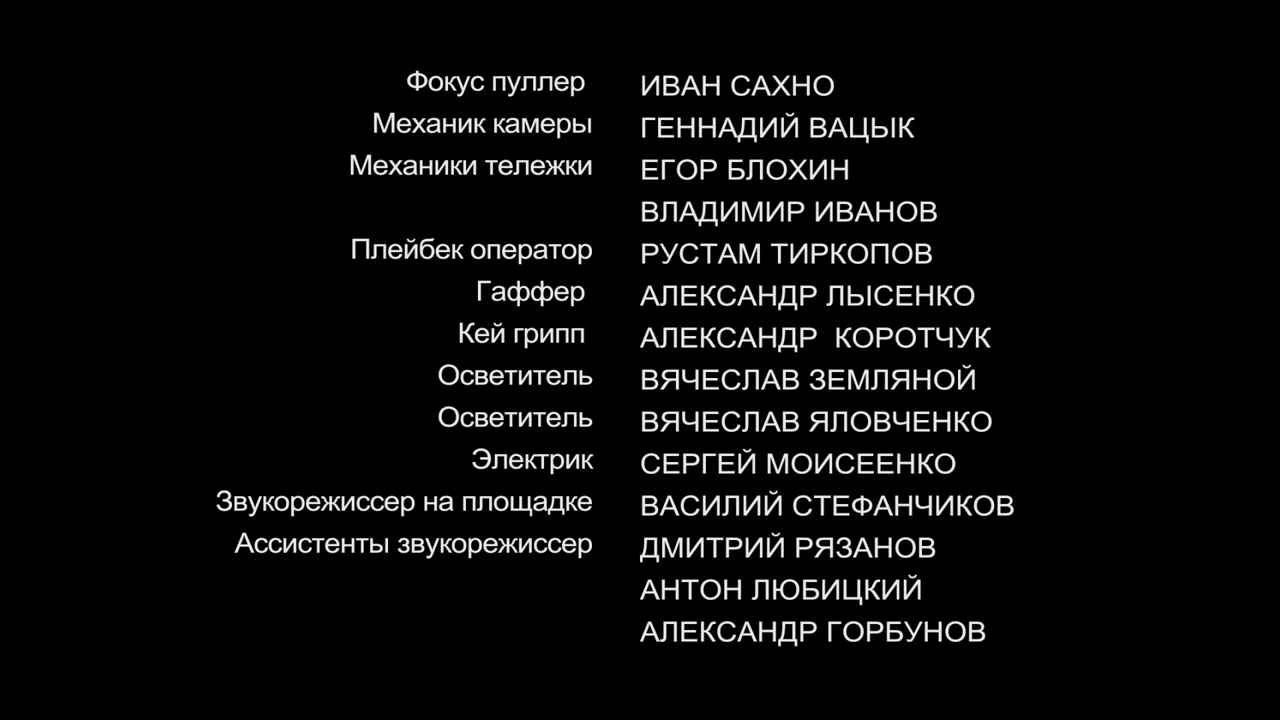 Фокус пуллер ИВАН САХНО
Механик камеры ГЕННАДИЙ ВАЦЫК
Механики тележки ЕГОР БЛОХИН
ВЛАДИМИР ИВАНОВ
Плейбек оператор РУСТАМ ТИРКОПОВ
Гаффер АЛЕКСАНДР ЛЫСЕНКО
Кей грипп АЛЕКСАНДР КОРОТЧУК
Осветитель ВЯЧЕСЛАВ ЗЕМЛЯНОЙ
Осветитель ВЯЧЕСЛАВ ЯЛОВЧЕНКО
Электрик СЕРГЕЙ МОИСЕЕНКО
Звукорежиссер на площадке ВАСИЛИЙ СТЕФАНЧИКОВ
Ассистенты звукорежиссер ДМИТРИЙ РЯЗАНОВ
АНТОН ЛЮБИЦКИЙ
АЛЕКСАНДР ГОРБУНОВ